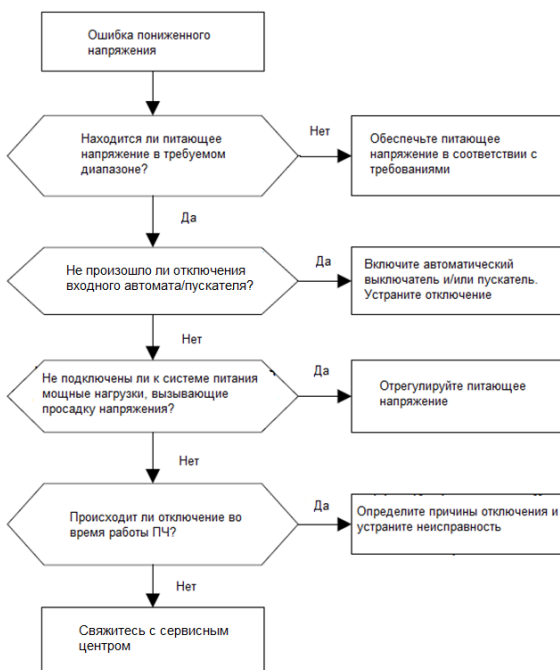 Ошибка пониженного
напряжения
Находится ли питающее
напряжение в требуемом
диапазоне?
Нет
Обеспечьте питающее
напряжение в соответствии с
требованиями
Да
Не произошло ли отключения
входного автомата/пускателя?
Да
Включите автоматический
выключатель и/или пускатель.
Устраните отключение
Нет
Не подключены ли к системе питания
мощные нагрузки, вызывающие
просадку напряжения?
Да
Отрегулируйте питающее
напряжение
Нет
Происходит ли отключение во
время работы ПЧ?
Да
Определите причины отключения и
устраните неисправность
Нет
Свяжитесь с сервисным
центром